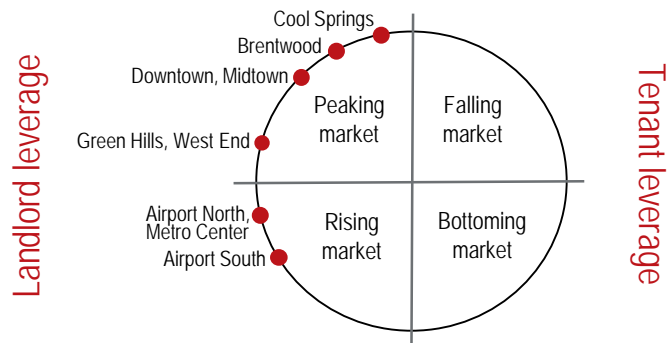 Cool Springs
Brentwood
Downtown, Midtown
Peaking
market
Falling
market
Landlord leverage
Tenant leverage
Green Hills, West End
Airport North,
Metro Center
Airport South
Rising
market
Bottoming
market